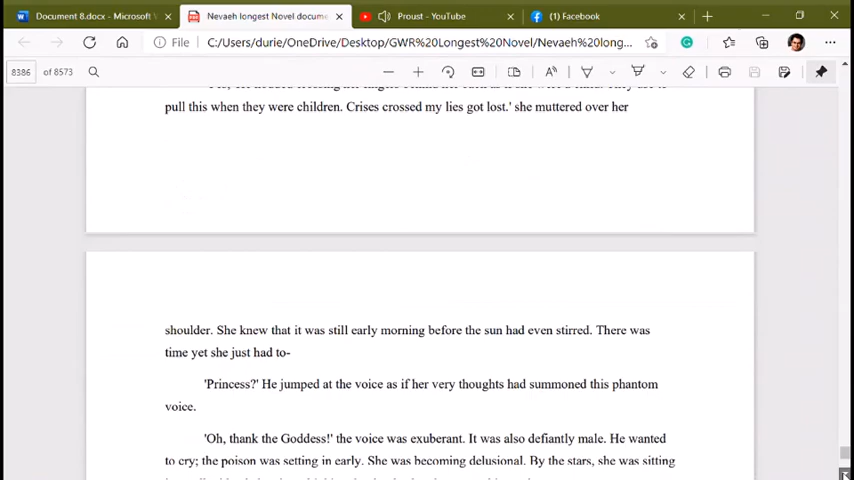 Document 8.docx - Microsoft W
Nevaeh longest Novel docume
Proust - YouTube
(1) Facebook
File
C:/Users/durie/OneDrive/Desktop/GWR%20Longest%20Novel/Nevaeh%20long...
8386 of 8573
pull this when they were children. Crises crossed my lies got lost.' she muttered over her
shoulder. She knew that it was still early morning before the sun had even stirred. There was
time yet she just had to-
'Princess?' He jumped at the voice as if her very thoughts had summoned this phantom
voice.
'Oh, thank the Goddess!' the voice was exuberant. It was also defiantly male. He wanted
to cry; the poison was setting in early. She was becoming delusional. By the stars, she was sitting